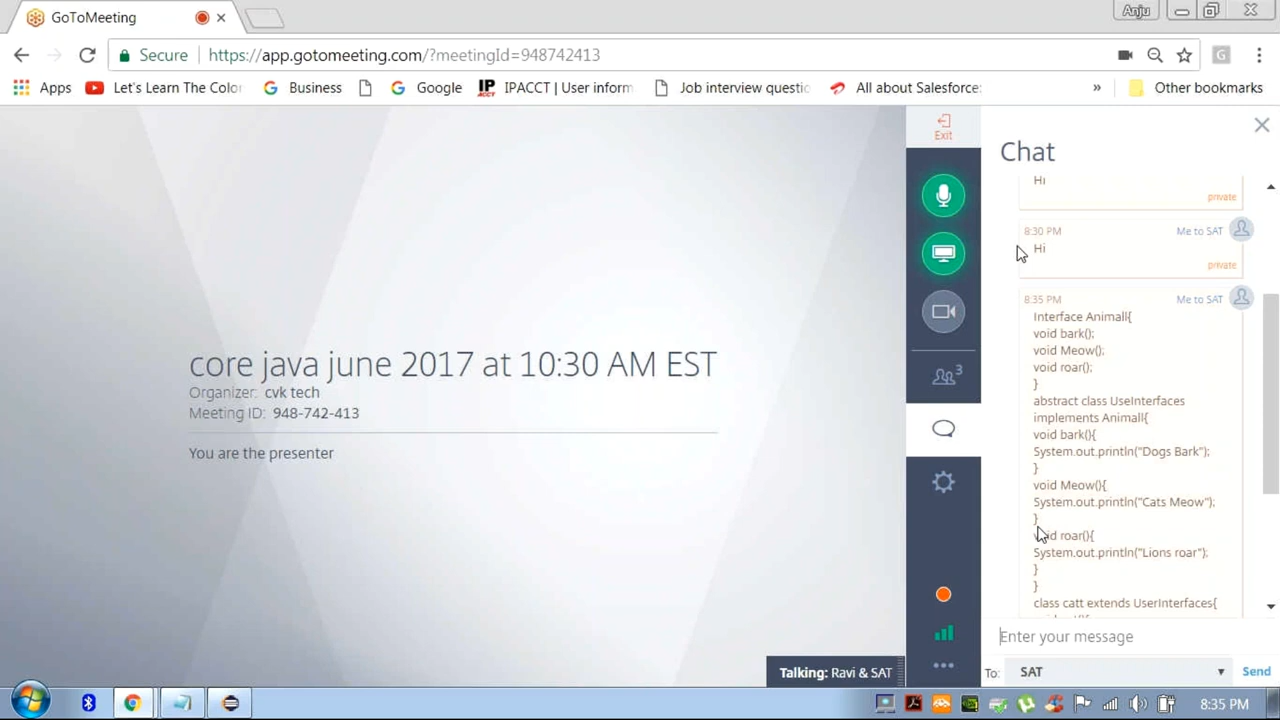 GoToMeeting
Anju
Secure
https://app.gotomeeting.com/?meetingId=948742413
Apps
Let's Learn The Color
Business
Google
IPACCT | User inform
Job interview questio
All about Salesforce:
»
Other bookmarks
Exit
Chat
Hi
private
8:30 PM Me to SAT
Hi
private
8:35 PM Me to SAT
Interface Animall{
void bark();
void Meow();
void roar();
}
abstract class UseInterfaces
implements Animall{
void bark(){
System.out.println("Dogs Bark");
}
void Meow(){
System.out.println("Cats Meow");
}
void roar(){
System.out.println("Lions roar");
}
}
class catt extends UserInterfaces{
core java june 2017 at 10:30 AM EST
Organizer: cvk tech
Meeting ID: 948-742-413
You are the presenter
3
Talking: Ravi & SAT
Enter your message
To: SAT Send
8:35 PM